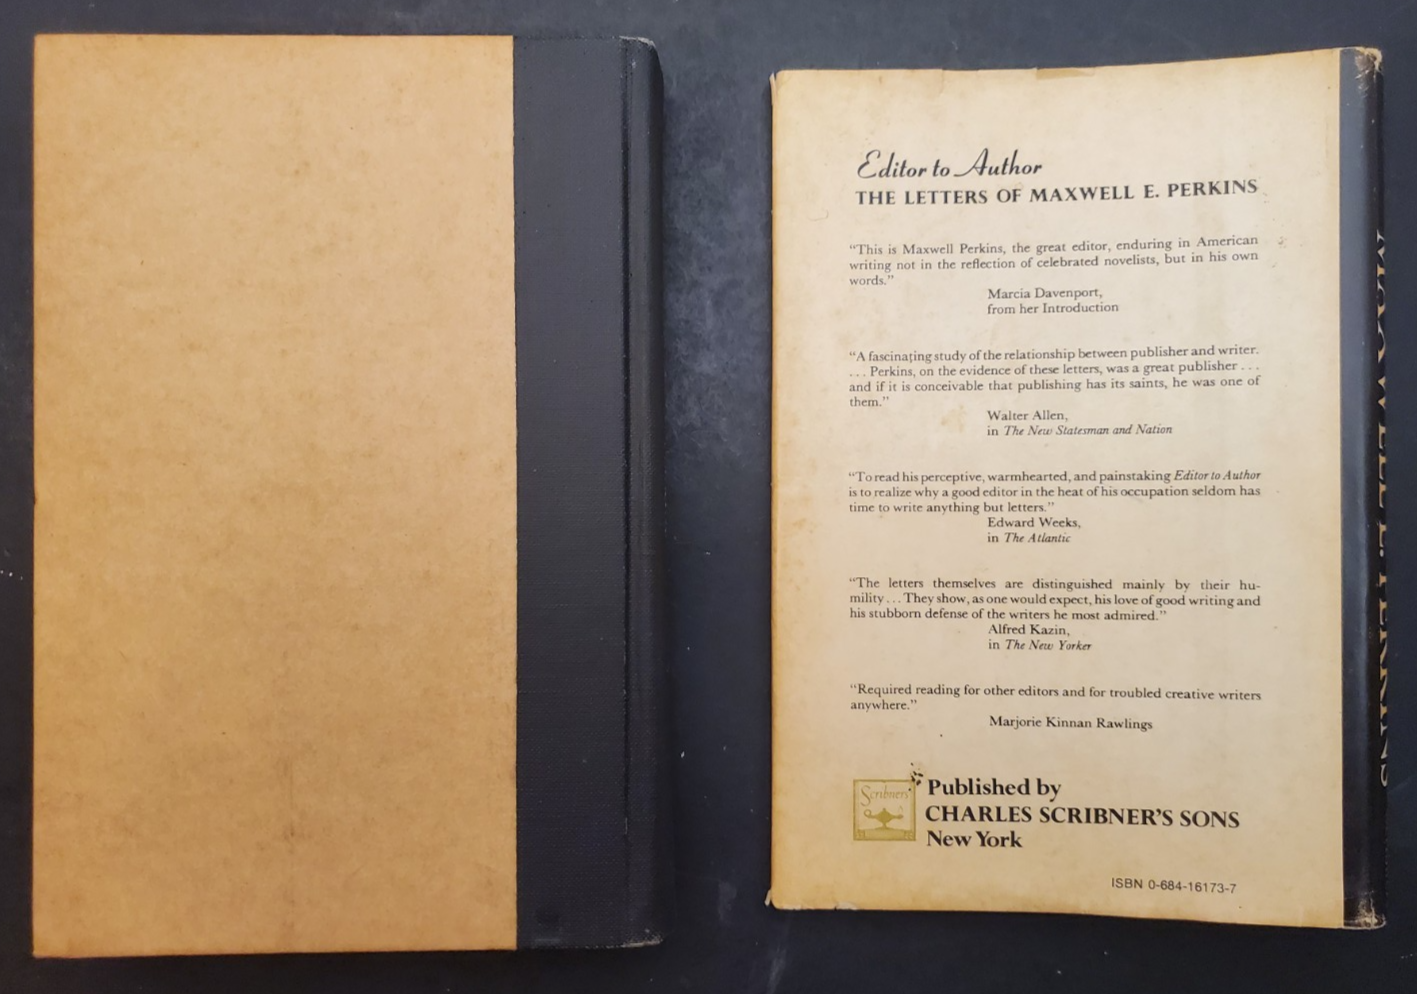 Editor to Author
THE LETTERS OF MAXWELL E. PERKINS
“This is Maxwell Perkins, the great editor, enduring in American
writing not in the reflection of celebrated novelists, but in his own
words.”
Marcia Davenport,
from her Introduction
“A fascinating study of the relationship between publisher and writer.
. . . Perkins, on the evidence of these letters, was a great publisher . . .
and if it is conceivable that publishing has its saints, he was one of
them.”
Walter Allen,
in The New Statesman and Nation
“To read his perceptive, warmhearted, and painstaking Editor to Author
is to realize why a good editor in the heat of his occupation seldom has
time to write anything but letters.”
Edward Weeks,
in The Atlantic
“The letters themselves are distinguished mainly by their hu-
mility . . . They show, as one would expect, his love of good writing and
his stubborn defense of the writers he most admired.”
Alfred Kazin,
in The New Yorker
“Required reading for other editors and for troubled creative writers
anywhere.”
Marjorie Kinnan Rawlings
Scribners
Published by
CHARLES SCRIBNER’S SONS
New York
ISBN 0-684-16173-7
MAXWELL E. PERKINS